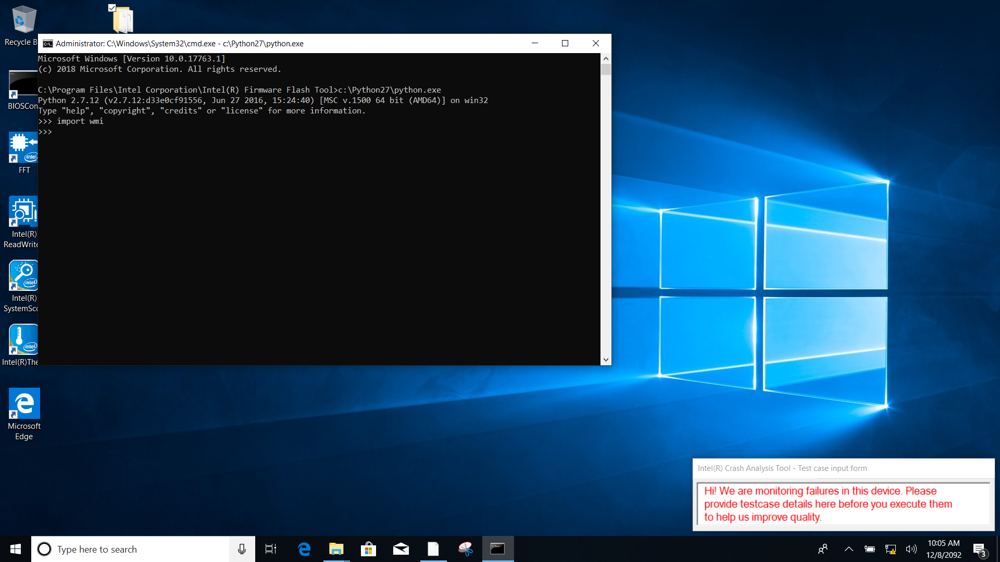 Recycle B
Administrator: C:\Windows\System32\cmd.exe - c:\Python27\python.exe
Microsoft Windows [Version 10.0.17763.1]
(c) 2018 Microsoft Corporation. All rights reserved.
C:\Program Files\Intel Corporation\Intel(R) Firmware Flash Tool>c:\Python27\python.exe
Python 2.7.12 (v2.7.12:d33e0cf91556, Jun 27 2016, 15:24:40) [MSC v.1500 64 bit (AMD64)] on win32
Type "help", "copyright", "credits" or "license" for more information.
>>> import wmi
>>>
BIOSCon
intel
FFT
Intel(R)
ReadWrite
intel
Intel(R)
SystemSco
intel
Intel(R)The
Microsoft
Edge
Intel(R) Crash Analysis Tool - Test case input form
Hi! We are monitoring failures in this device. Please
provide testcase details here before you execute them
to help us improve quality.
Type here to search
10:05 AM
12/8/2092
3